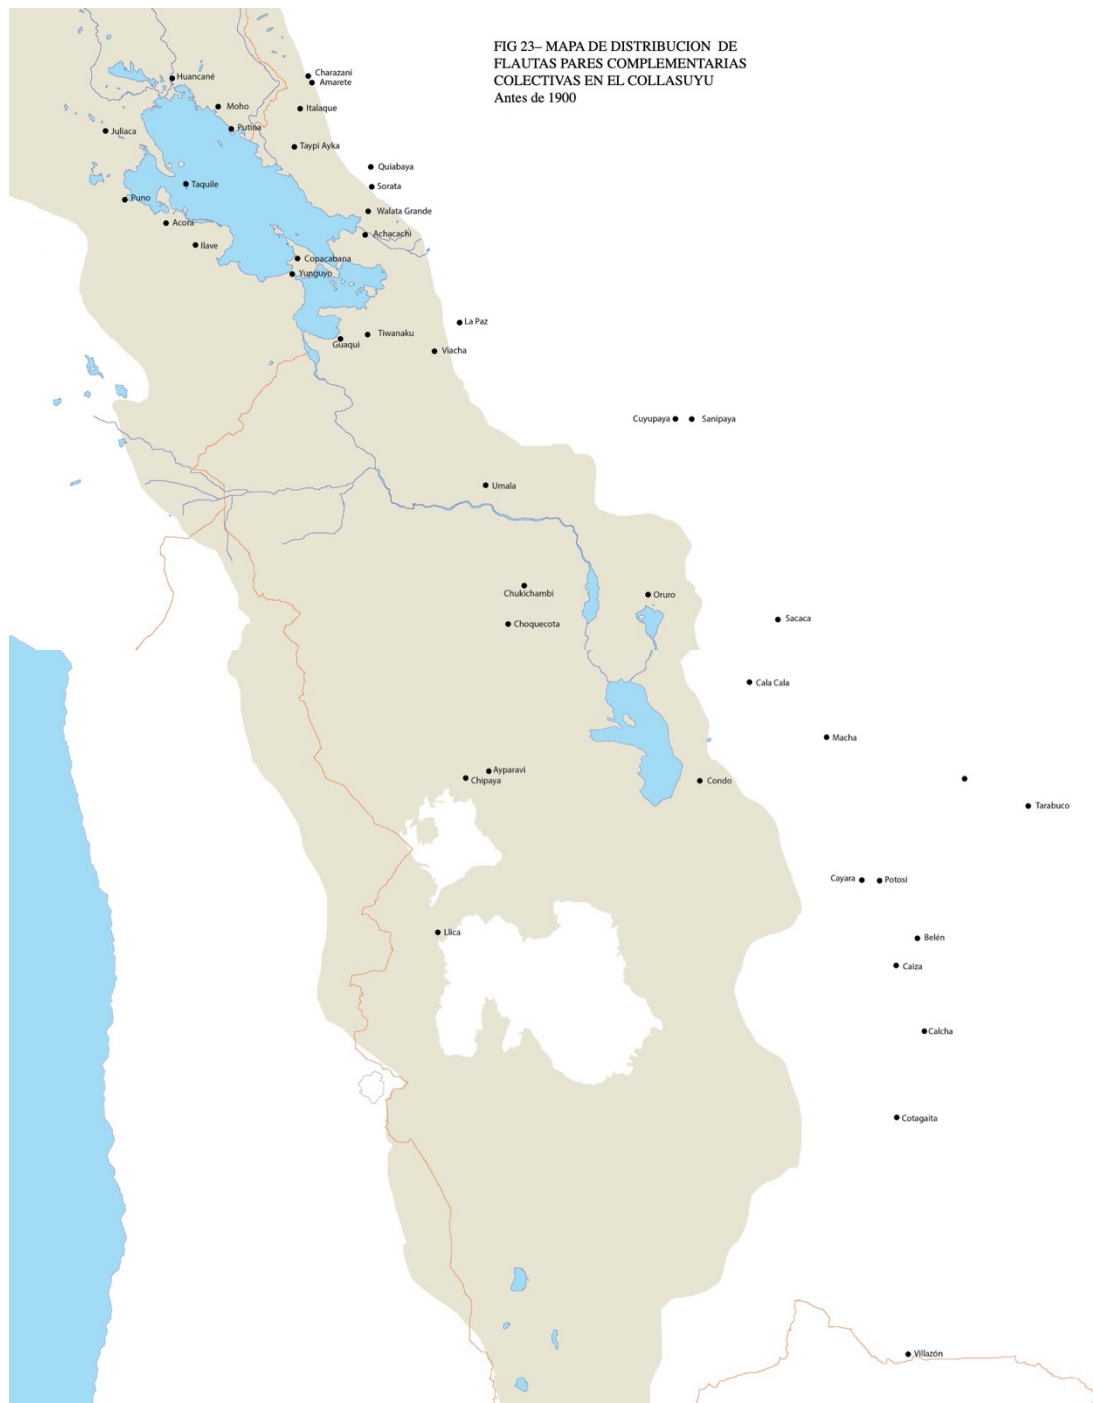 FIG 23– MAPA DE DISTRIBUCION DE
FLAUTAS PARES COMPLEMENTARIAS
COLECTIVAS EN EL COLLASUYU
Antes de 1900
Huancané
Charazani
Amarete
Moho
Italaque
Juliaca
Putina
Taypi Ayka
Quiabaya
Taquile
Sorata
Puno
Walata Grande
Acora
Achacachi
Ilave
Copacabana
Yunguyo
La Paz
Tiwanaku
Guaqui
Viacha
Cuyupaya
Sanipaya
Umala
Chukichambi
Oruro
Choquecota
Sacaca
Cala Cala
Macha
Ayparavi
Chipaya
Condo
Tarabuco
Cayara
Potosí
Llica
Belén
Caiza
Calcha
Cotagaita
Villazón